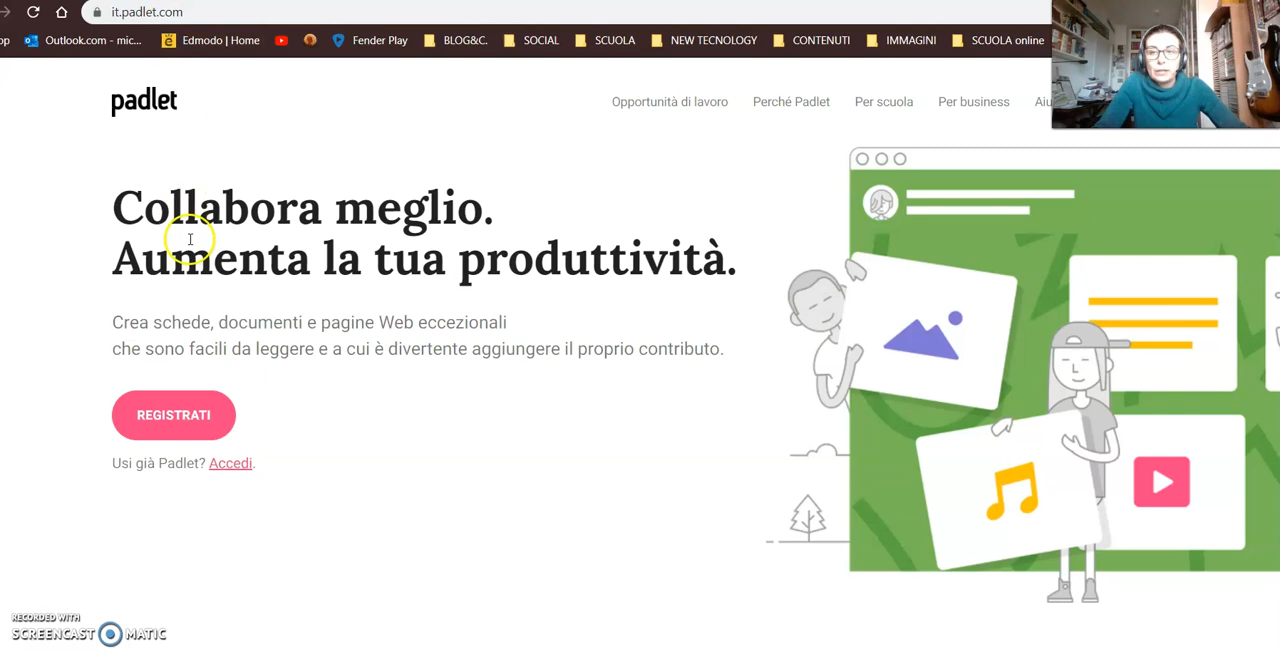 it.padlet.com
Outlook.com - mic... Edmodo | Home Fender Play BLOG&C. SOCIAL SCUOLA NEW TECNOLOGY CONTENUTI IMMAGINI SCUOLA online
padlet
Opportunità di lavoro Perché Padlet Per scuola Per business
Collabora meglio.
Aumenta la tua produttività.
Crea schede, documenti e pagine Web eccezionali
che sono facili da leggere e a cui è divertente aggiungere il proprio contributo.
REGISTRATI
Usi già Padlet? Accedi.
RECORDED WITH
SCREENCAST MATIC